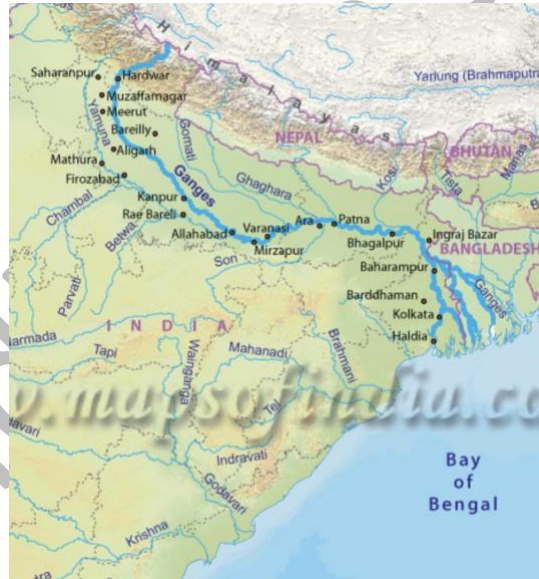 Himalayas
Saharanpur
Hardwar
Yarlung (Brahmaputra
Muzaffarnagar
Meerut
Yamuna
Bareilly
Gomati
NEPAL
BHUTAN
Manas
Aligarh
Mathura
Ganges
Kosi
Tista
Firozabad
Ghaghara
Chambal
Kanpur
Rae Bareli
Betwa
Ara
Patna
Allahabad
Varanasi
Mirzapur
Bhagalpur
Ingraj Bazar
BANGLADESH
Son
Baharampur
Parvati
Ganges
Barddhaman
Kolkata
INDIA
Narmada
Haldia
Tapi
Wainganga
Mahanadi
Brahmani
w.mapsofindia.co
Tel
Godavari
Indravati
Bay
of
Bengal
Godavari
Krishna